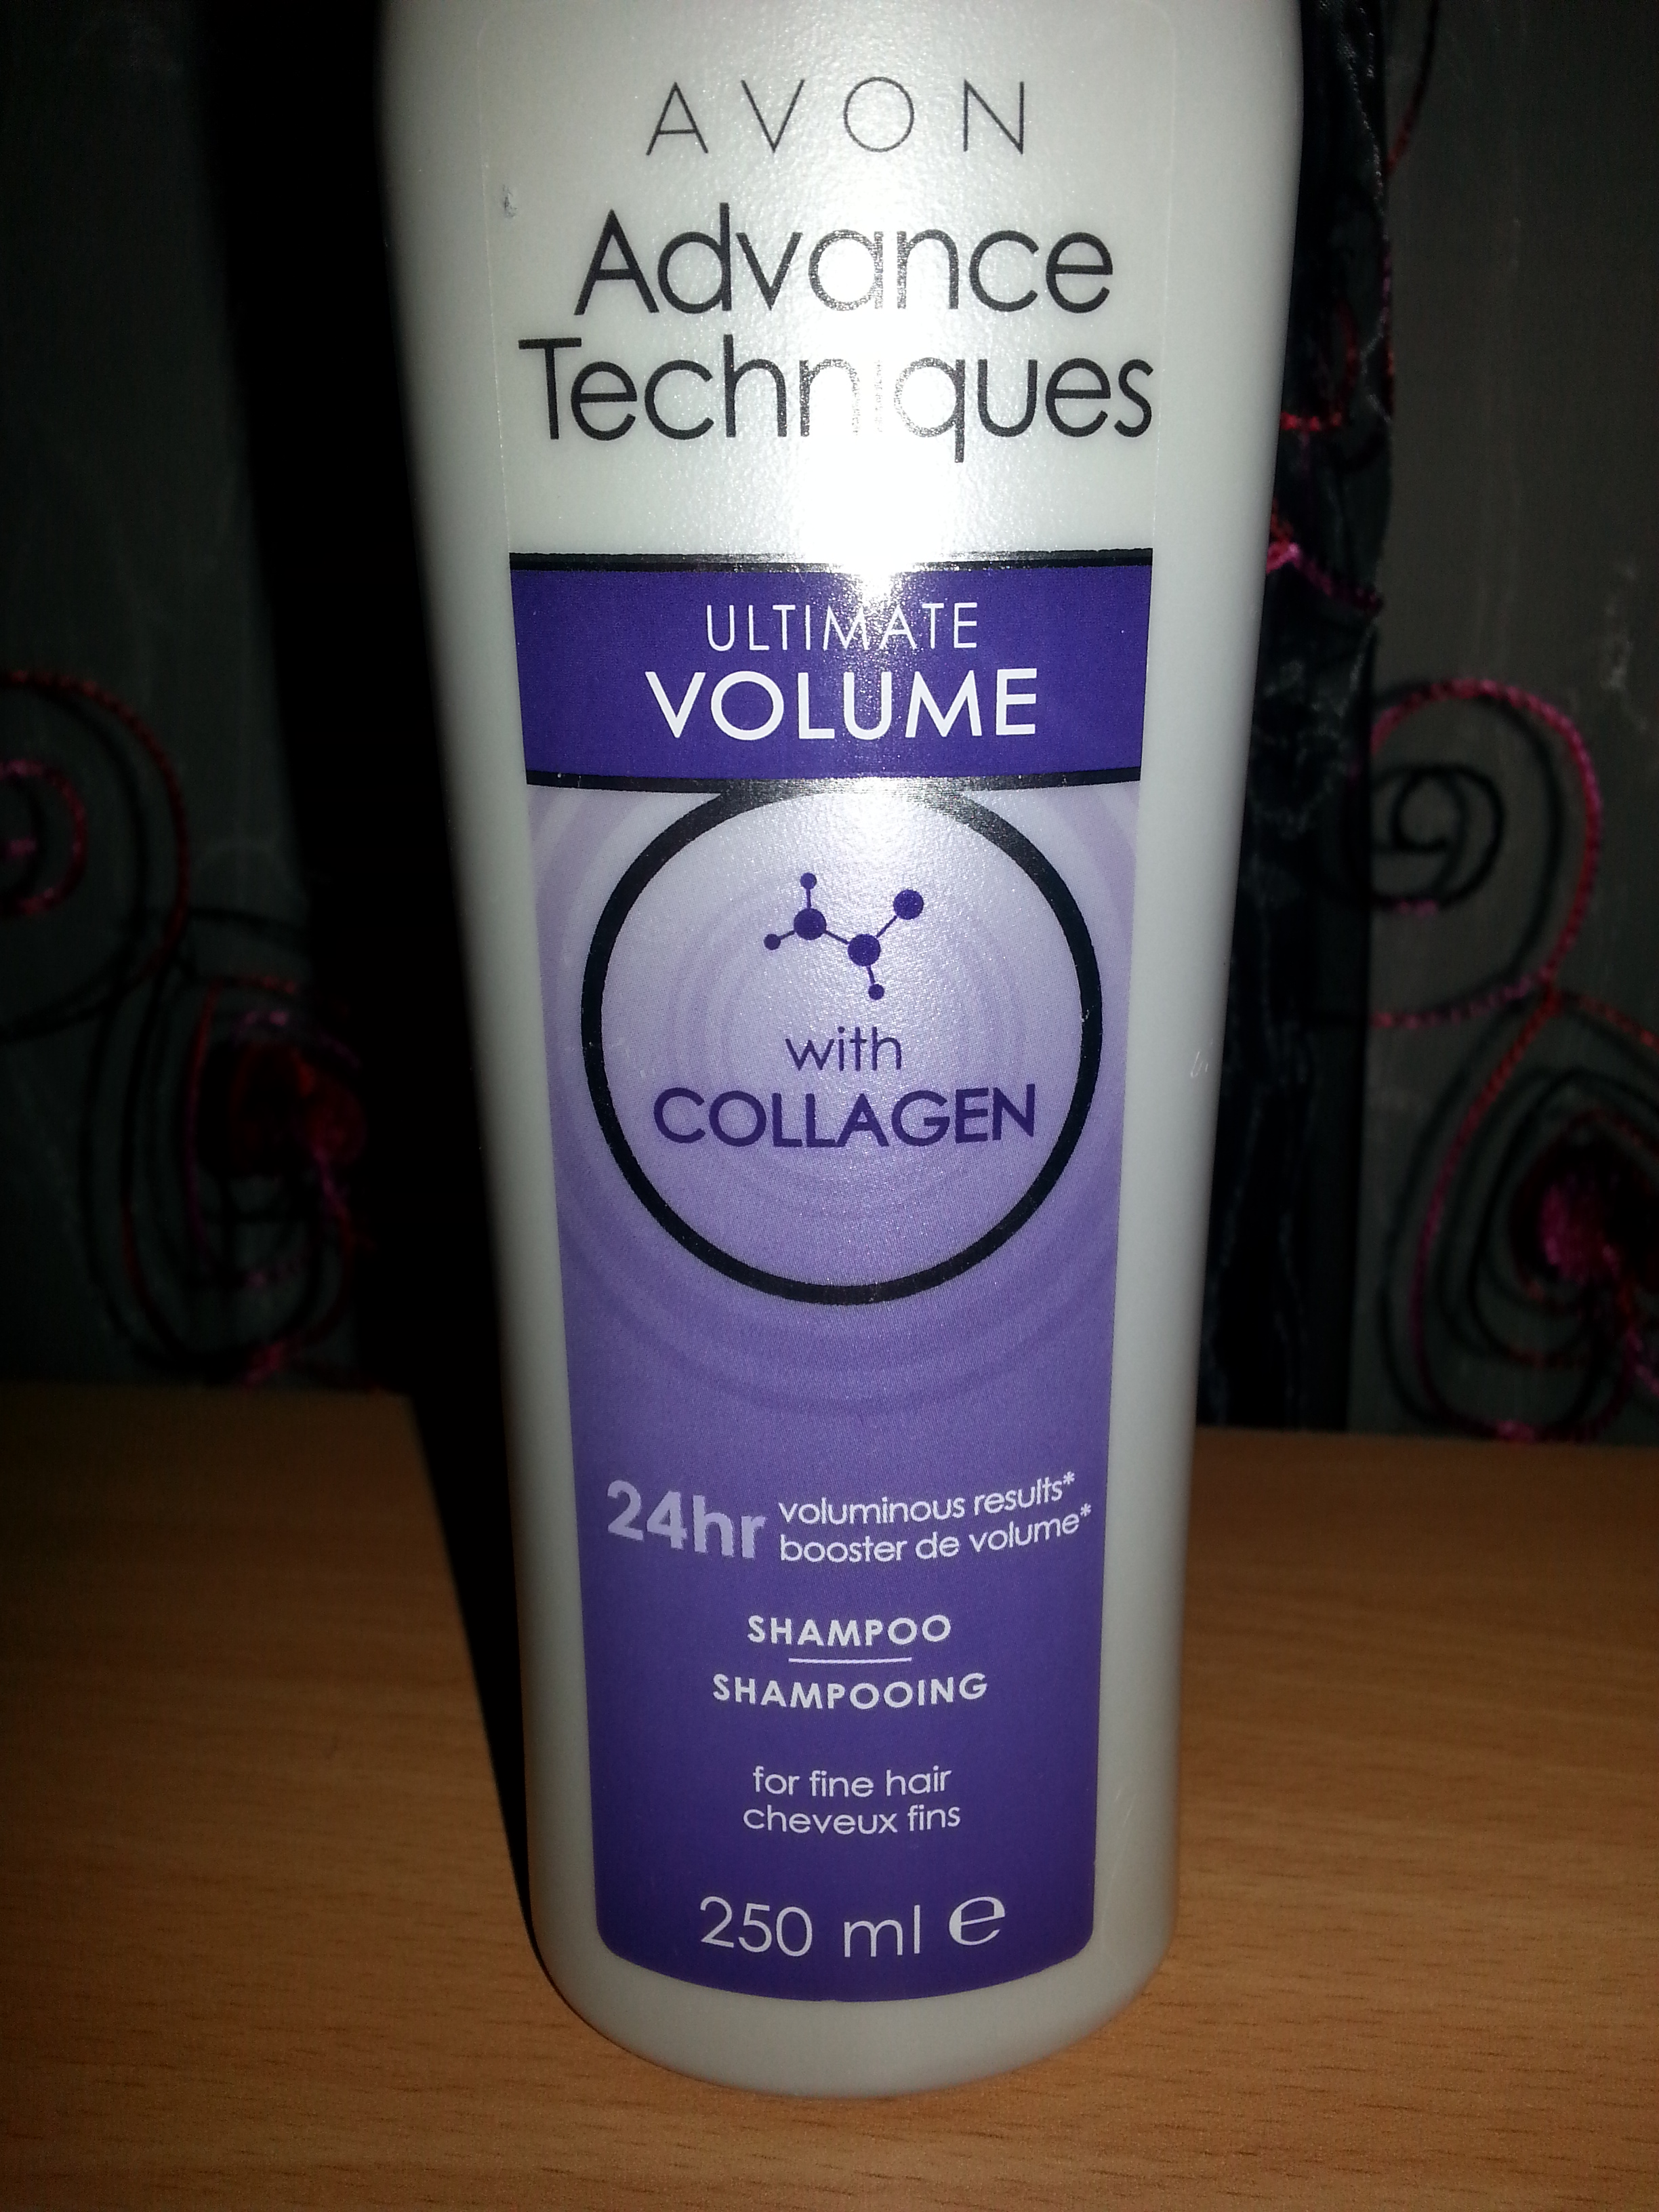 AVON
Advance
Techniques
ULTIMATE
VOLUME
with
COLLAGEN
24hr voluminous results*
booster de volume*
SHAMPOO
SHAMPOOING
for fine hair
cheveux fins
250 ml e